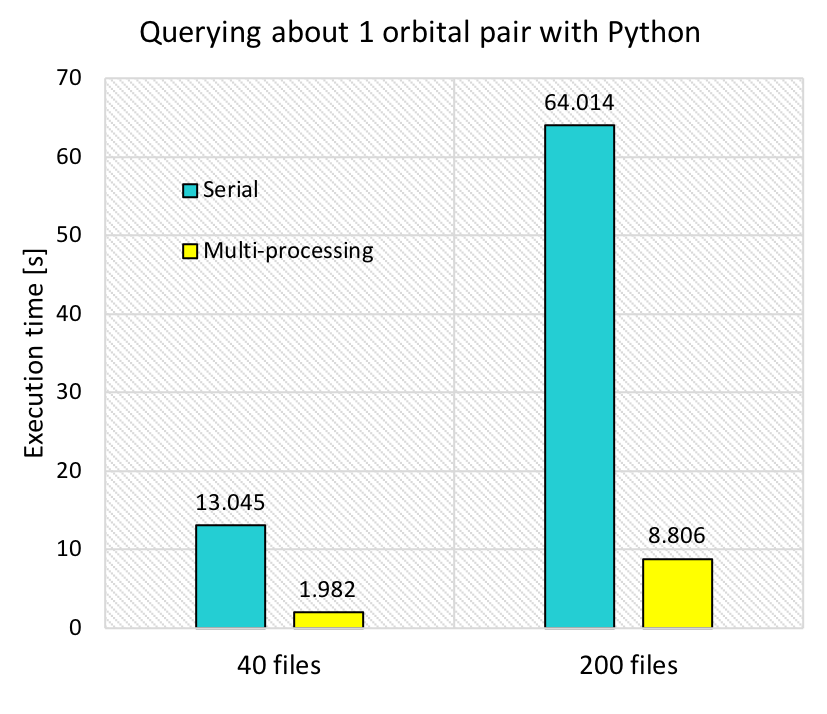 Querying about 1 orbital pair with Python
Execution time [s]
70
60
50
40
30
20
10
0
Serial
Multi-processing
13.045
1.982
64.014
8.806
40 files
200 files